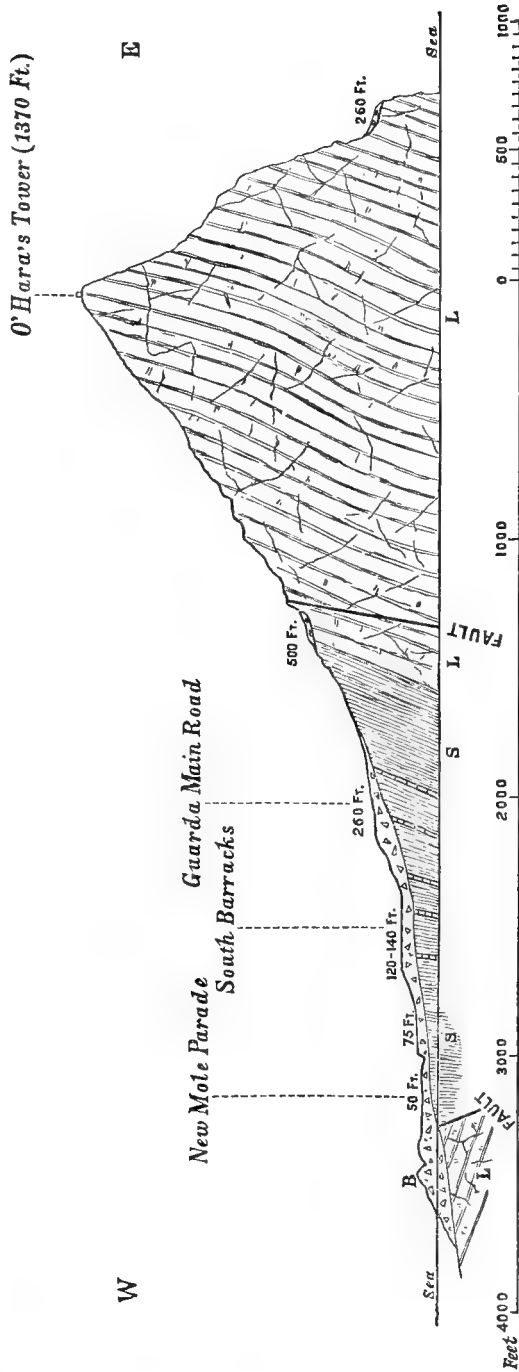 O'Hara's Tower (1370 Ft.)
W
E
New Mole Parade
South Barracks
Guarda Main Road
Sea
B
50 Ft.
75 Ft.
120-140 Ft.
260 Ft.
500 Ft.
260 Ft.
Sea
L
FAULT
S
S
L
FAULT
L
Feet 4000
3000
2000
1000
0
500
1000